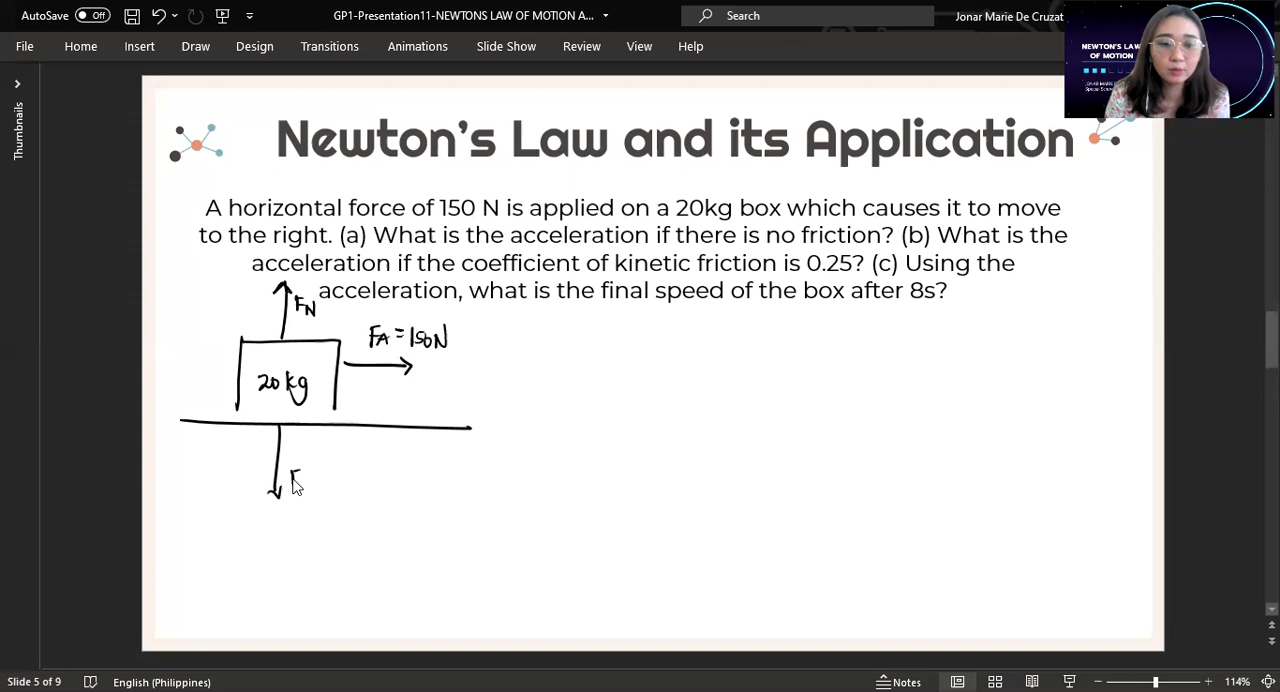 AutoSave Off GP1-Presentation11-NEWTONS LAW OF MOTION A... Search Jonar Marie De Cruzat
File Home Insert Draw Design Transitions Animations Slide Show Review View Help
NEWTON'S LAW
OF MOTION
Thumbnails
Newton's Law and its Application
A horizontal force of 150 N is applied on a 20kg box which causes it to move
to the right. (a) What is the acceleration if there is no friction? (b) What is the
acceleration if the coefficient of kinetic friction is 0.25? (c) Using the
acceleration, what is the final speed of the box after 8s?
FN
FA = 150N
20 kg
F
Slide 5 of 9 English (Philippines) Notes 114%